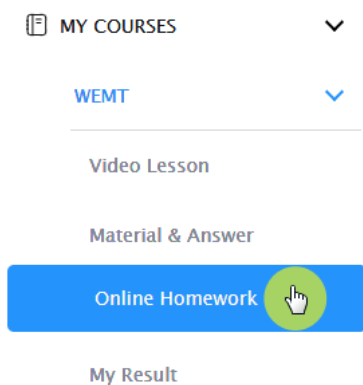 MY COURSES
WEMT
Video Lesson
Material & Answer
Online Homework
My Result